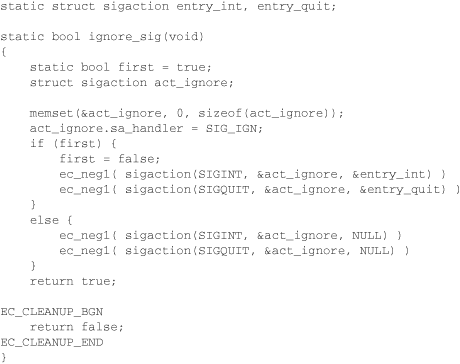 static struct sigaction entry_int, entry_quit;

static bool ignore_sig(void)
{
    static bool first = true;
    struct sigaction act_ignore;

    memset(&act_ignore, 0, sizeof(act_ignore));
    act_ignore.sa_handler = SIG_IGN;
    if (first) {
        first = false;
        ec_neg1( sigaction(SIGINT, &act_ignore, &entry_int) )
        ec_neg1( sigaction(SIGQUIT, &act_ignore, &entry_quit) )
    }
    else {
        ec_neg1( sigaction(SIGINT, &act_ignore, NULL) )
        ec_neg1( sigaction(SIGQUIT, &act_ignore, NULL) )
    }
    return true;

EC_CLEANUP_BGN
    return false;
EC_CLEANUP_END
}